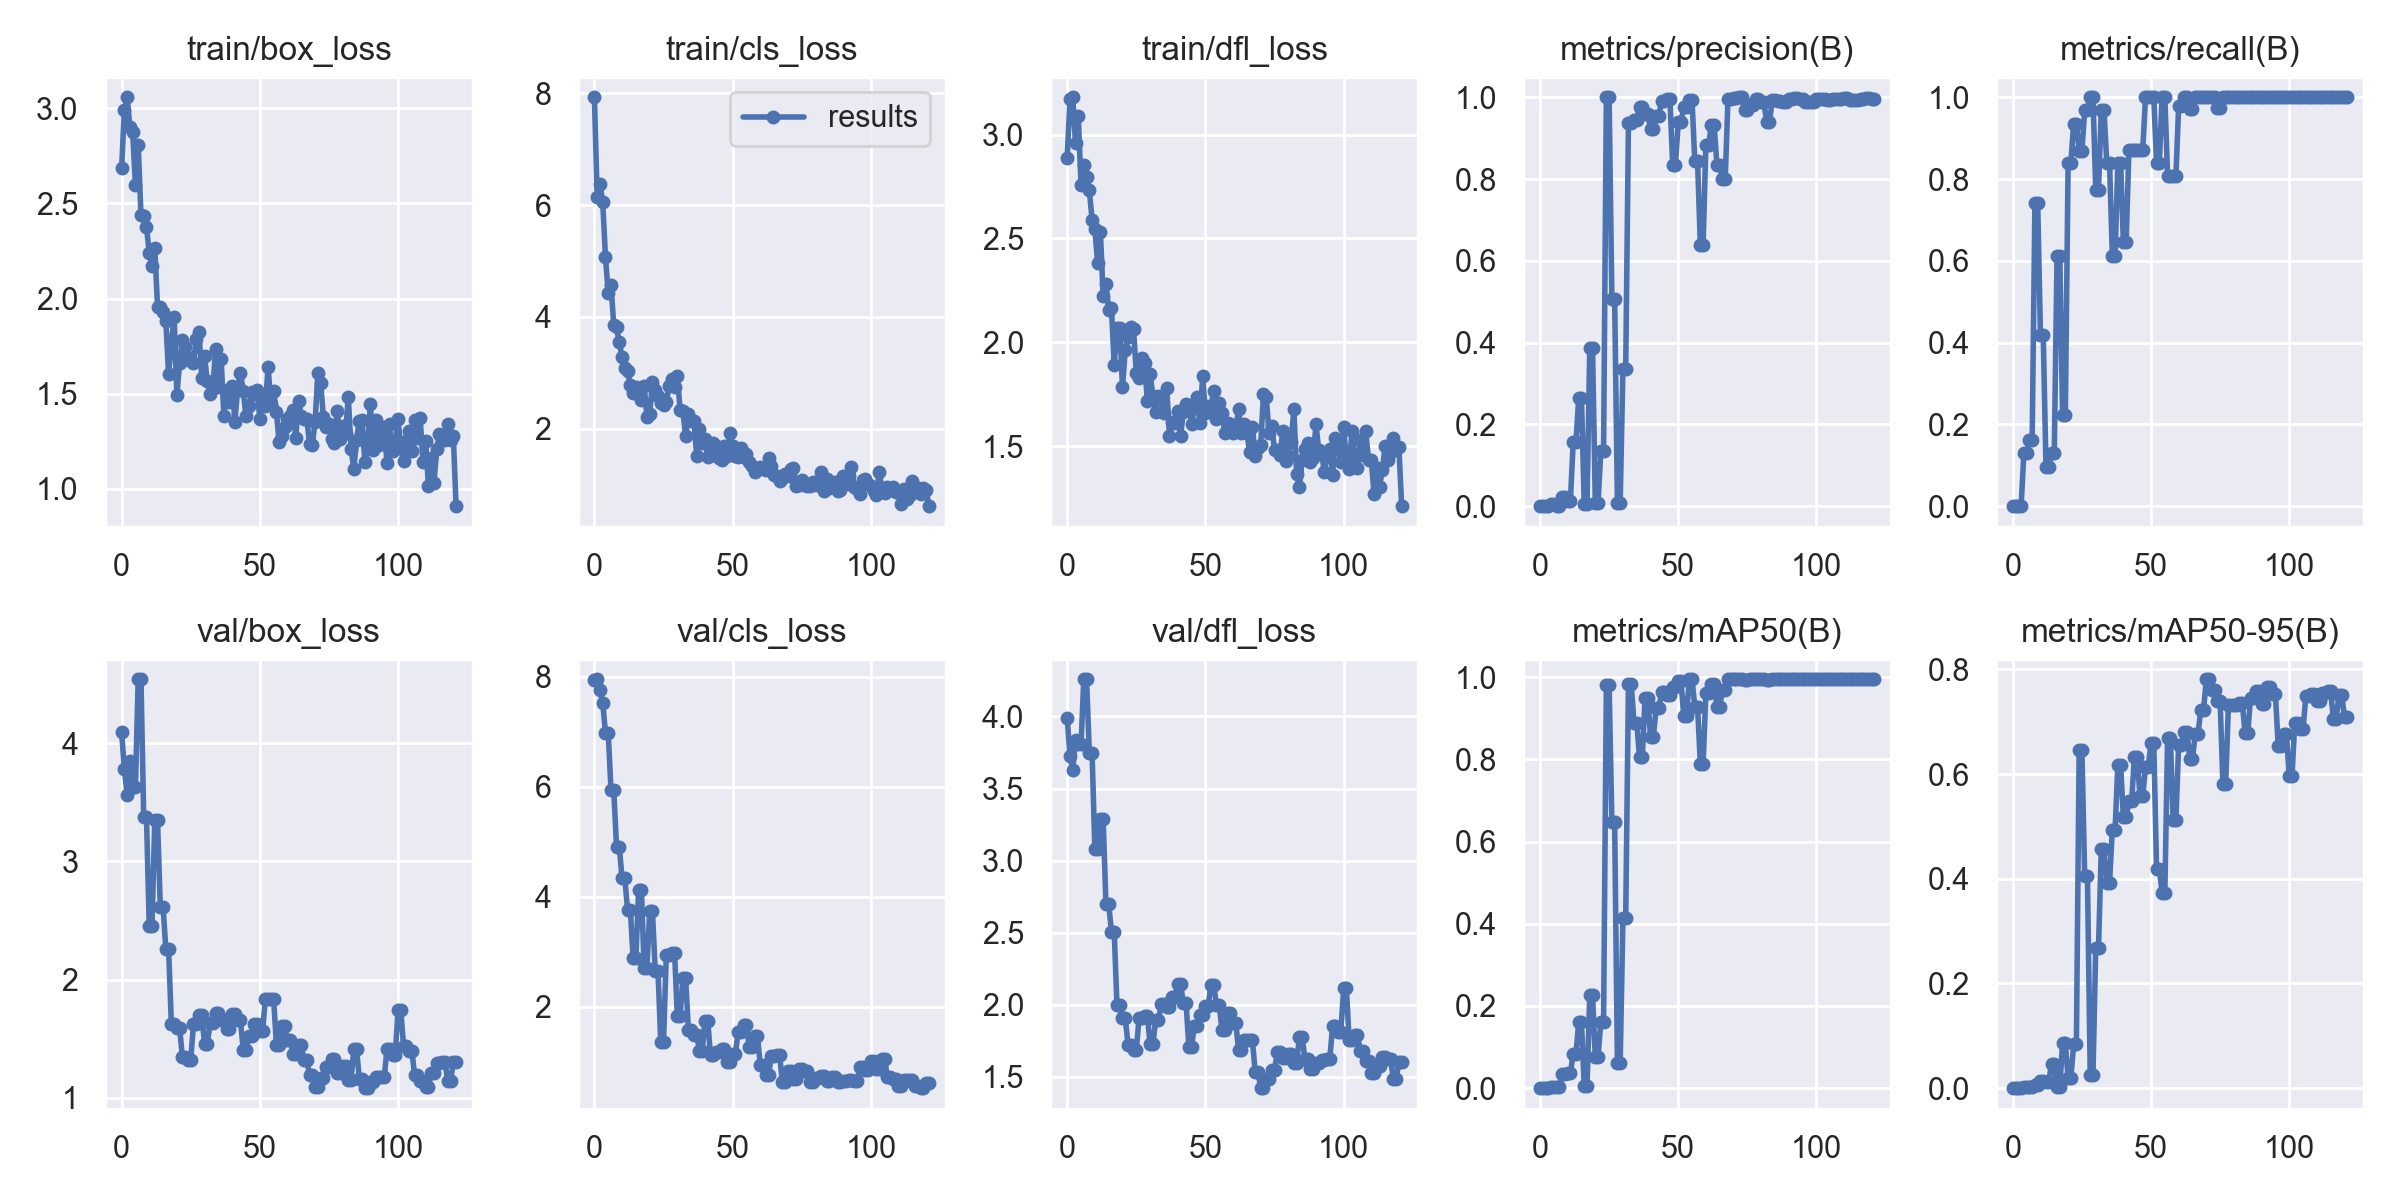 train/box_loss
train/cls_loss
train/dfl_loss
metrics/precision(B)
metrics/recall(B)
3.0
2.5
2.0
1.5
1.0
0 50 100
8
6
4
2
results
0 50 100
3.0
2.5
2.0
1.5
0 50 100
1.0
0.8
0.6
0.4
0.2
0.0
0 50 100
1.0
0.8
0.6
0.4
0.2
0.0
0 50 100
val/box_loss
val/cls_loss
val/dfl_loss
metrics/mAP50(B)
metrics/mAP50-95(B)
4
3
2
1
0 50 100
8
6
4
2
0 50 100
4.0
3.5
3.0
2.5
2.0
1.5
0 50 100
1.0
0.8
0.6
0.4
0.2
0.0
0 50 100
0.8
0.6
0.4
0.2
0.0
0 50 100